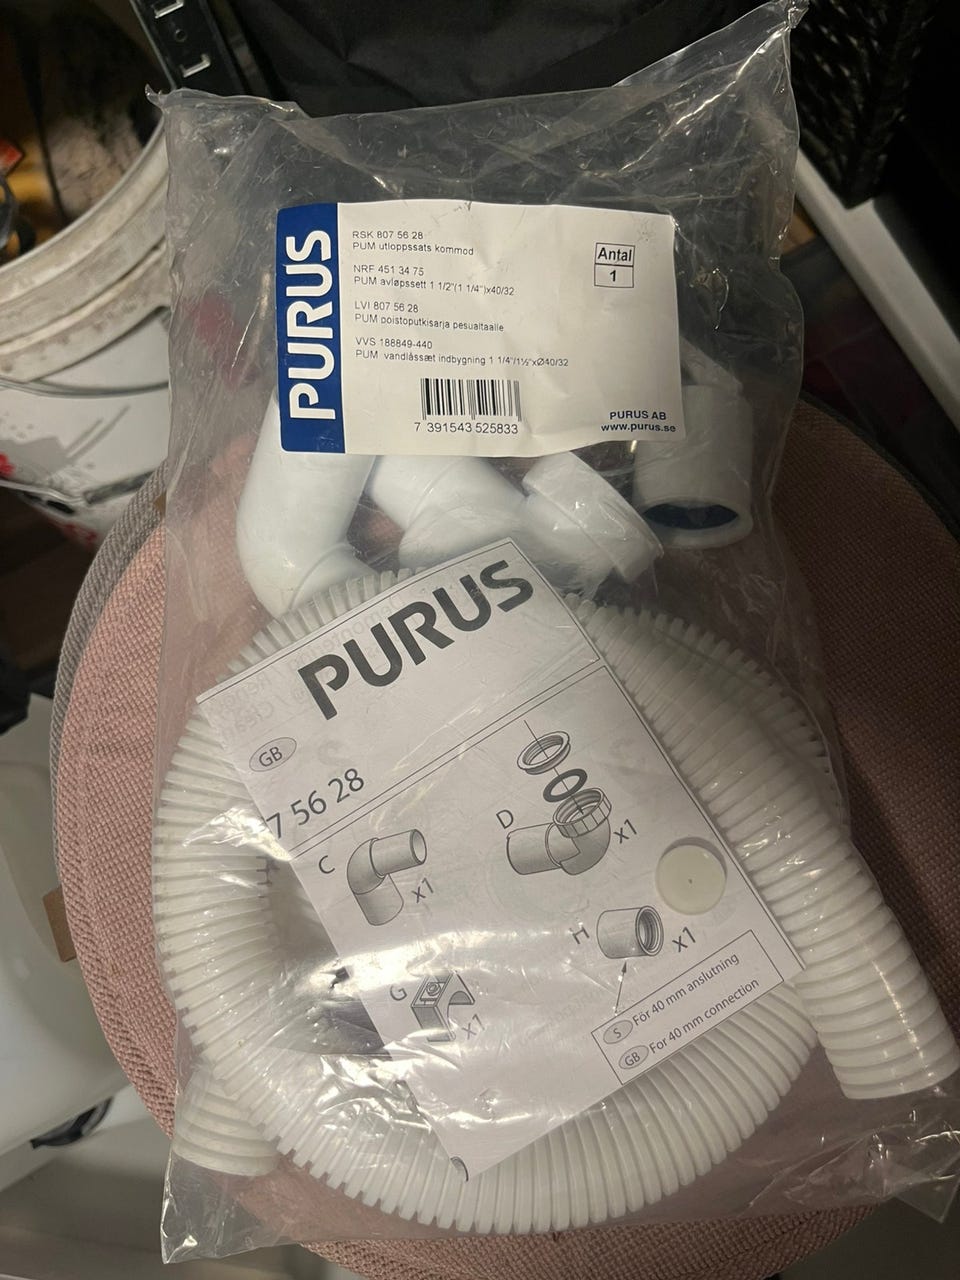 PURUS
RSK 807 56 28
PUM utloppssats kommod
NRF 451 34 75
PUM avløpssett 1 1/2"(1 1/4")x40/32
LVI 807 56 28
PUM poistoputkisarja pesualtaalle
VVS 188849-440
PUM vandlåssæt indbygning 1 1/4"/1½"xØ40/32
Antal
1
7 391543 525833
PURUS AB
www.purus.se
PURUS
GB
7 56 28
C
x1
D
x1
H
x1
G
x1
S För 40 mm anslutning
GB For 40 mm connection